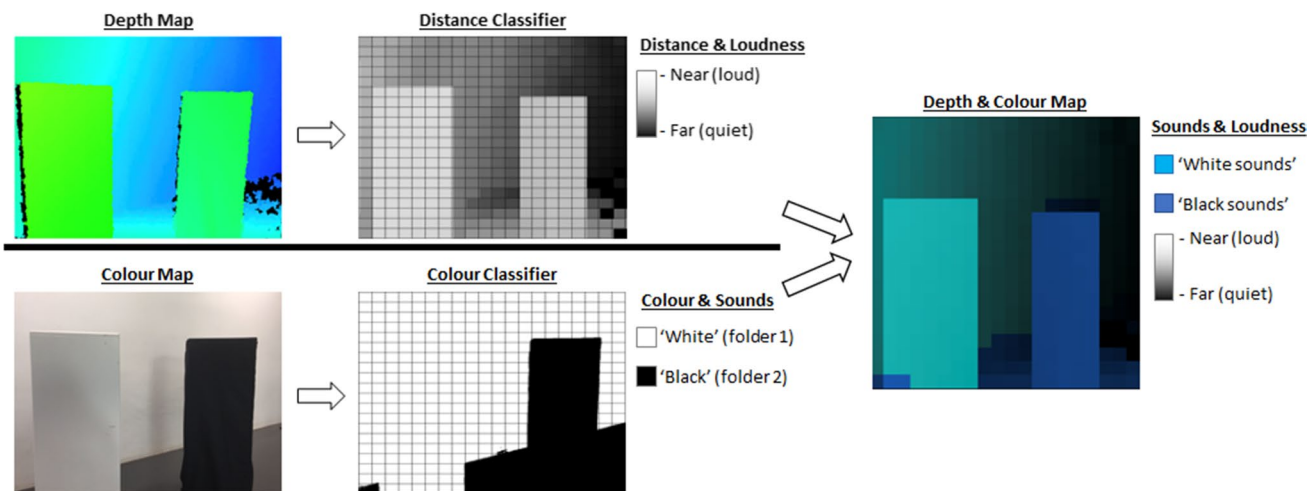 Depth Map
Distance Classifier
Distance & Loudness
- Near (loud)
- Far (quiet)
Colour Map
Colour Classifier
Colour & Sounds
'White' (folder 1)
'Black' (folder 2)
Depth & Colour Map
Sounds & Loudness
'White sounds'
'Black sounds'
- Near (loud)
- Far (quiet)